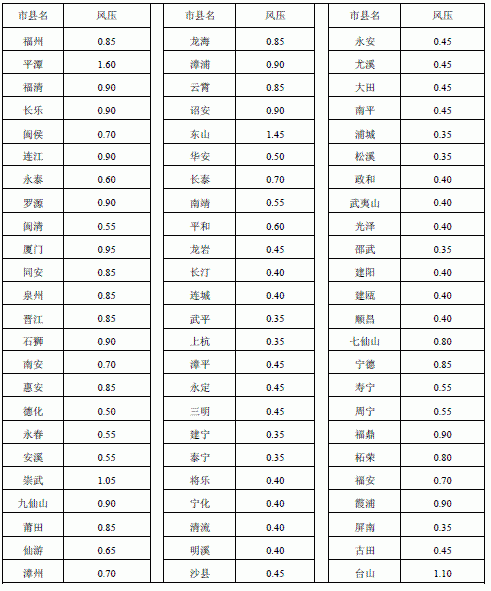 市县名 风压 市县名 风压 市县名 风压
福州 0.85 龙海 0.85 永安 0.45
平潭 1.60 漳浦 0.90 尤溪 0.45
福清 0.90 云霄 0.85 大田 0.45
长乐 0.90 诏安 0.90 南平 0.45
闽侯 0.70 东山 1.45 浦城 0.35
连江 0.90 华安 0.50 松溪 0.35
永泰 0.60 长泰 0.70 政和 0.40
罗源 0.90 南靖 0.55 武夷山 0.40
闽清 0.55 平和 0.60 光泽 0.40
厦门 0.95 龙岩 0.45 邵武 0.35
同安 0.85 长汀 0.40 建阳 0.40
泉州 0.85 连城 0.40 建瓯 0.40
晋江 0.85 武平 0.35 顺昌 0.40
石狮 0.90 上杭 0.35 七仙山 0.80
南安 0.70 漳平 0.45 宁德 0.85
惠安 0.85 永定 0.45 寿宁 0.55
德化 0.50 三明 0.45 周宁 0.55
永春 0.55 建宁 0.35 福鼎 0.90
安溪 0.55 泰宁 0.35 柘荣 0.80
崇武 1.05 将乐 0.40 福安 0.70
九仙山 0.90 宁化 0.40 霞浦 0.90
莆田 0.85 清流 0.40 屏南 0.35
仙游 0.65 明溪 0.40 古田 0.45
漳州 0.70 沙县 0.45 台山 1.10